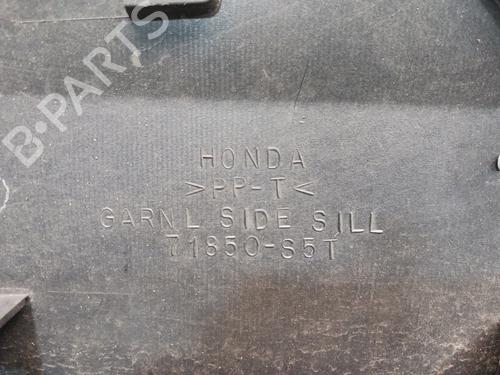 B-PARTS
HONDA
>PP-T<
GARN L SIDE SILL
71850-S5T